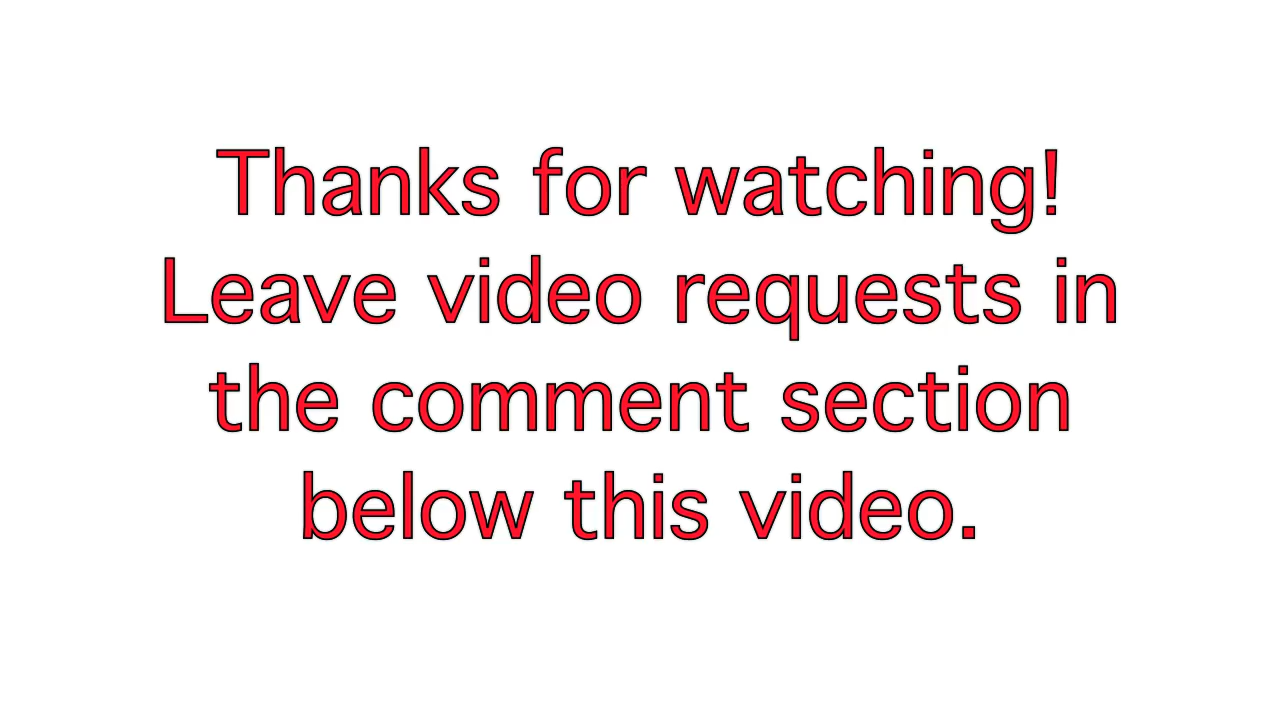 Thanks for watching!
Leave video requests in
the comment section
below this video.